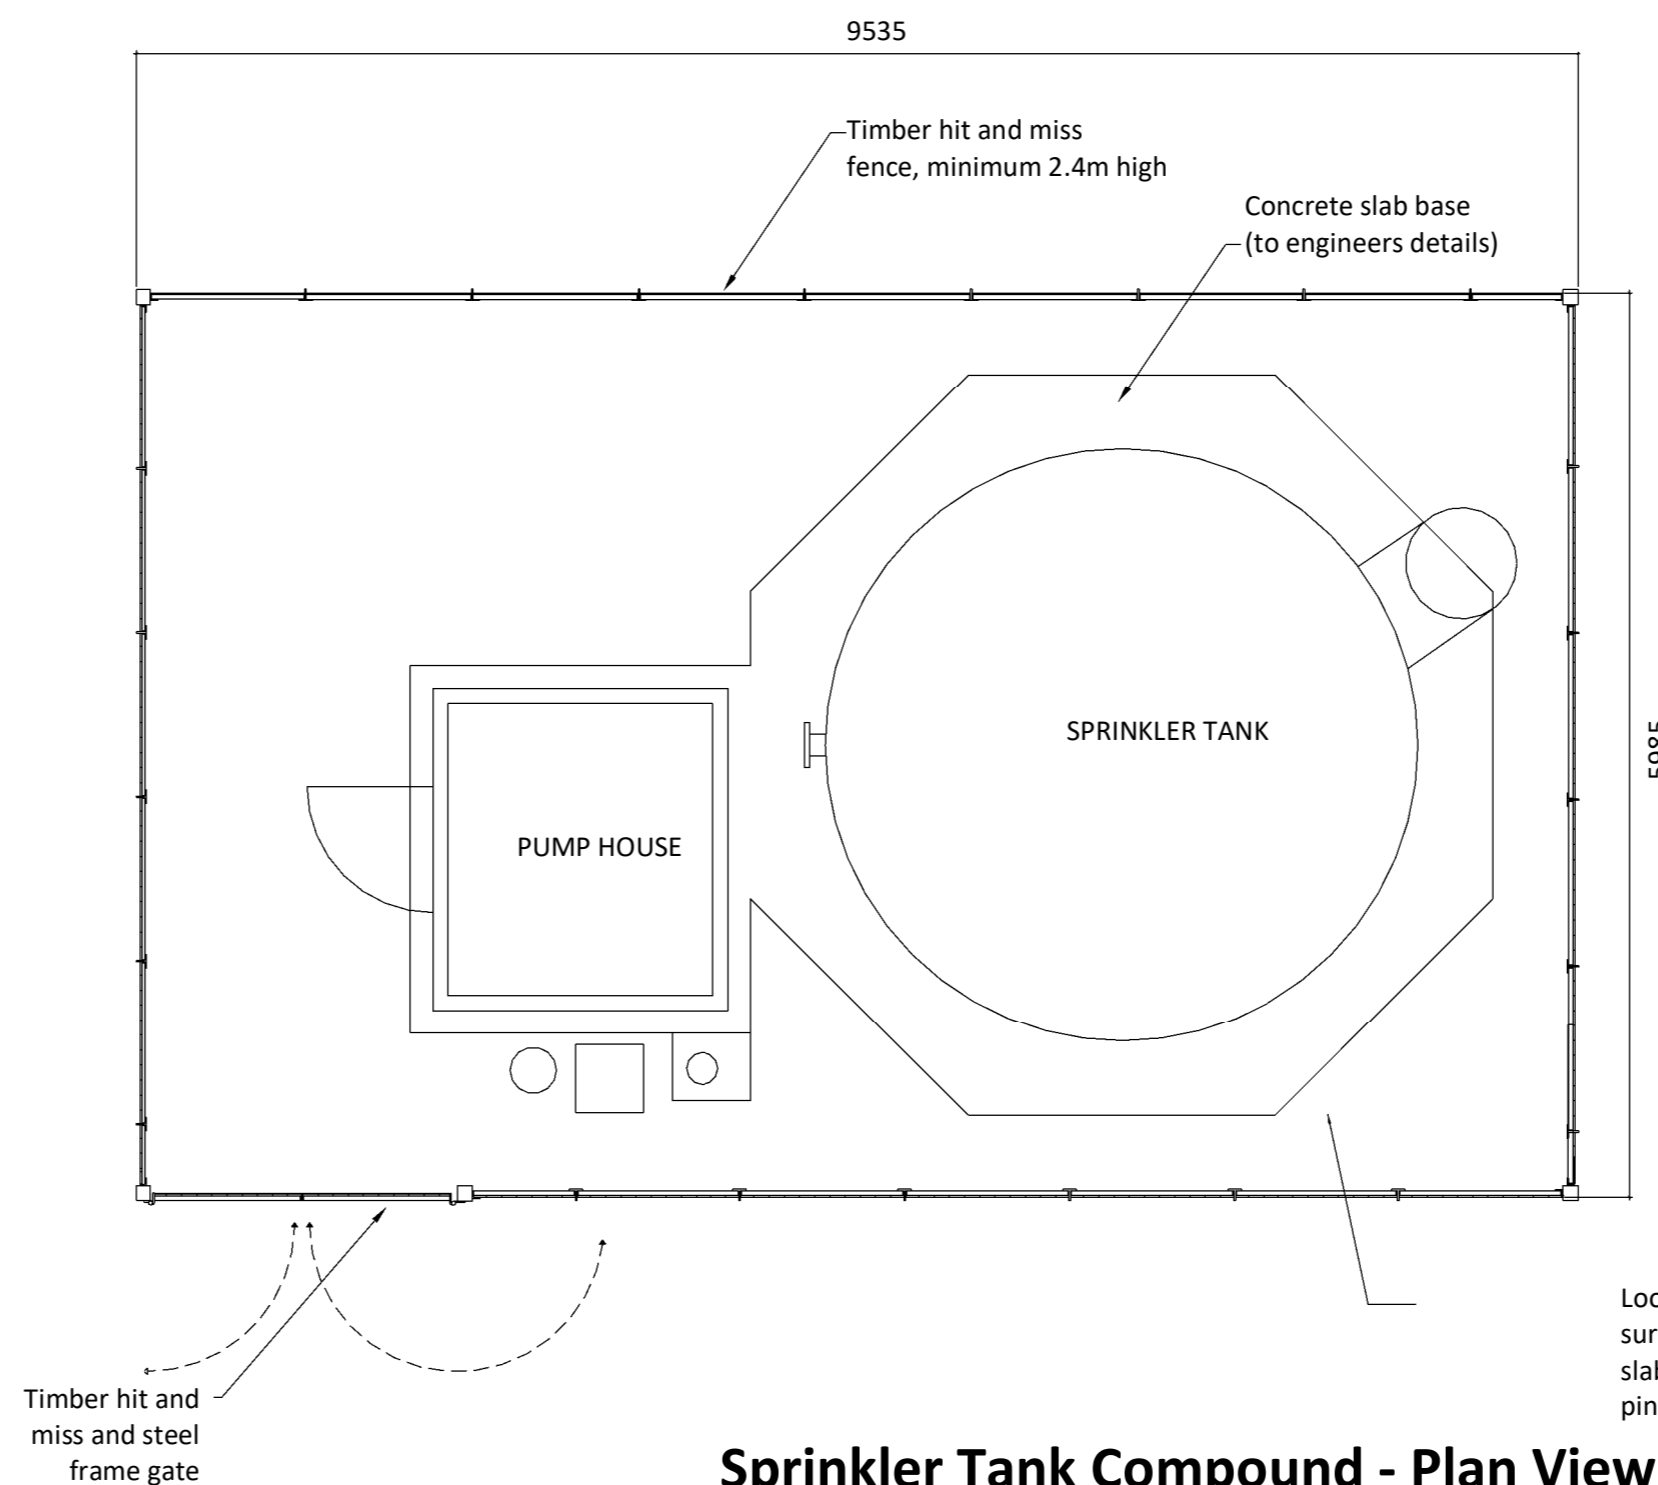 9535
Timber hit and miss
fence, minimum 2.4m high
Concrete slab base
(to engineers details)
SPRINKLER TANK
PUMP HOUSE
Timber hit and
miss and steel
frame gate
Sprinkler Tank Compound - Plan View